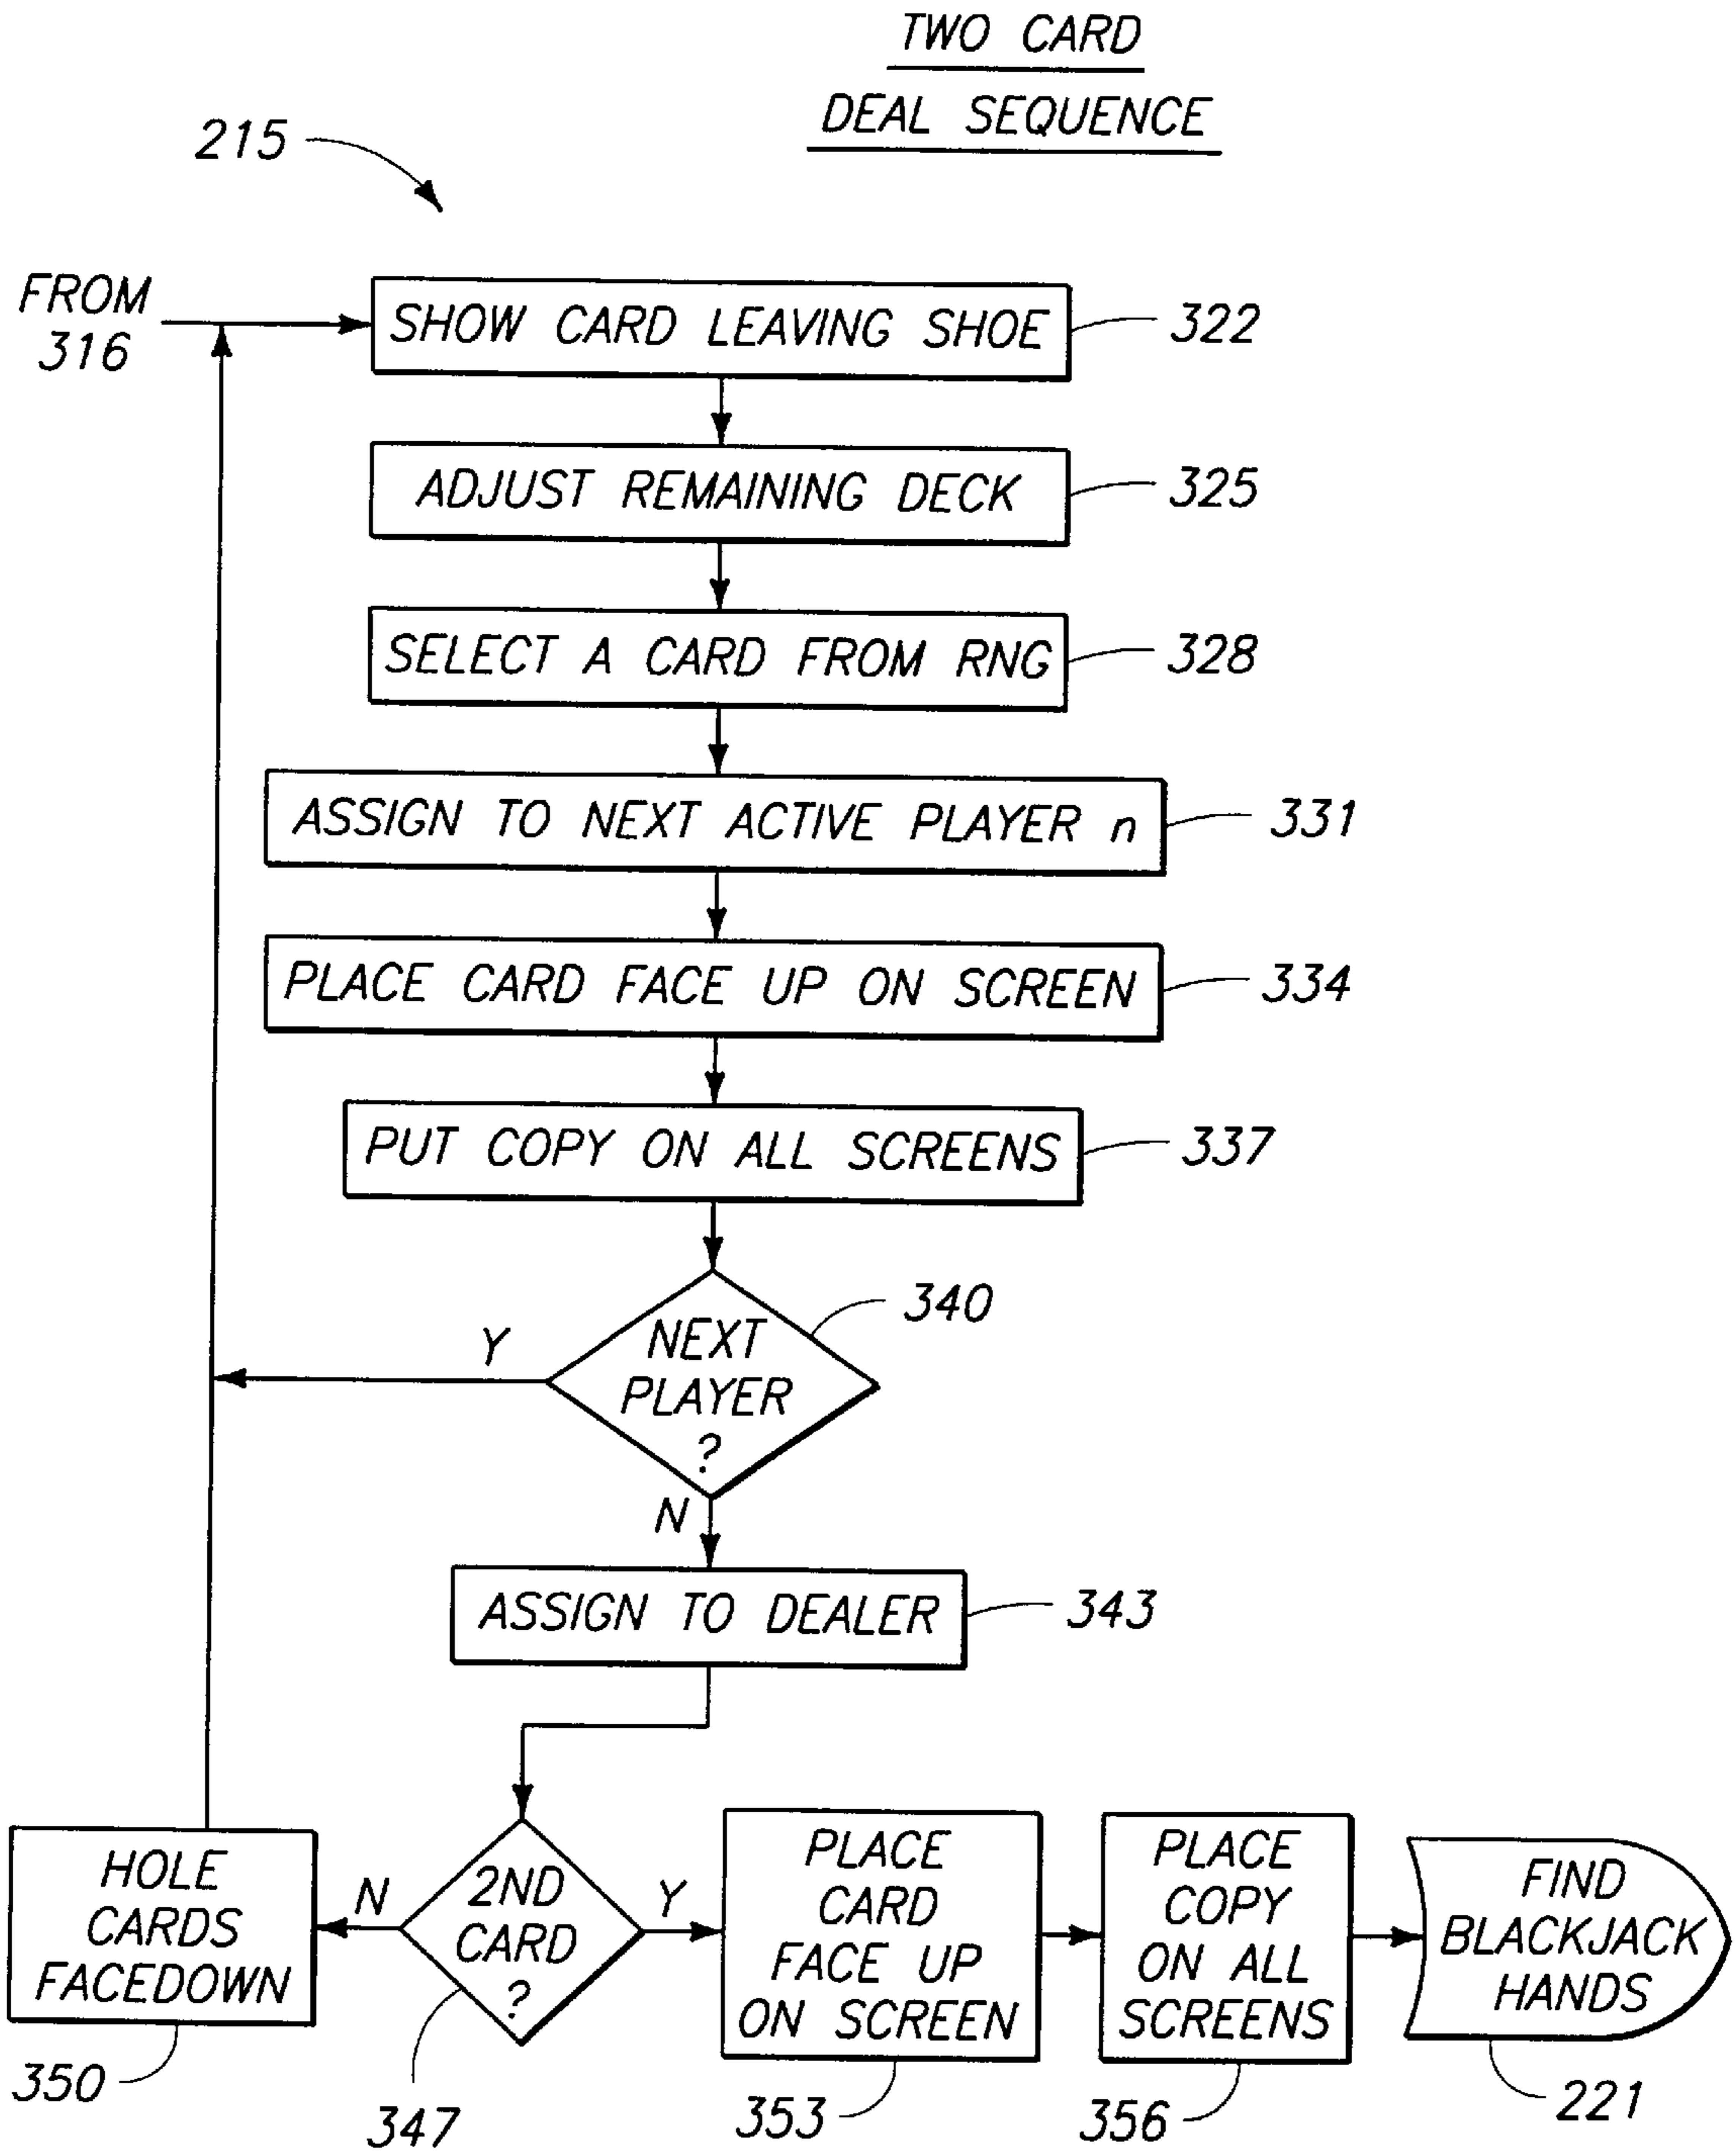 TWO CARD
DEAL SEQUENCE
215
FROM
316
SHOW CARD LEAVING SHOE
322
ADJUST REMAINING DECK
325
SELECT A CARD FROM RNG
328
ASSIGN TO NEXT ACTIVE PLAYER n
331
PLACE CARD FACE UP ON SCREEN
334
PUT COPY ON ALL SCREENS
337
NEXT
PLAYER
?
340
Y
N
ASSIGN TO DEALER
343
HOLE
CARDS
FACEDOWN
350
N
2ND
CARD
?
347
Y
PLACE
CARD
FACE UP
ON SCREEN
353
PLACE
COPY
ON ALL
SCREENS
356
FIND
BLACKJACK
HANDS
221